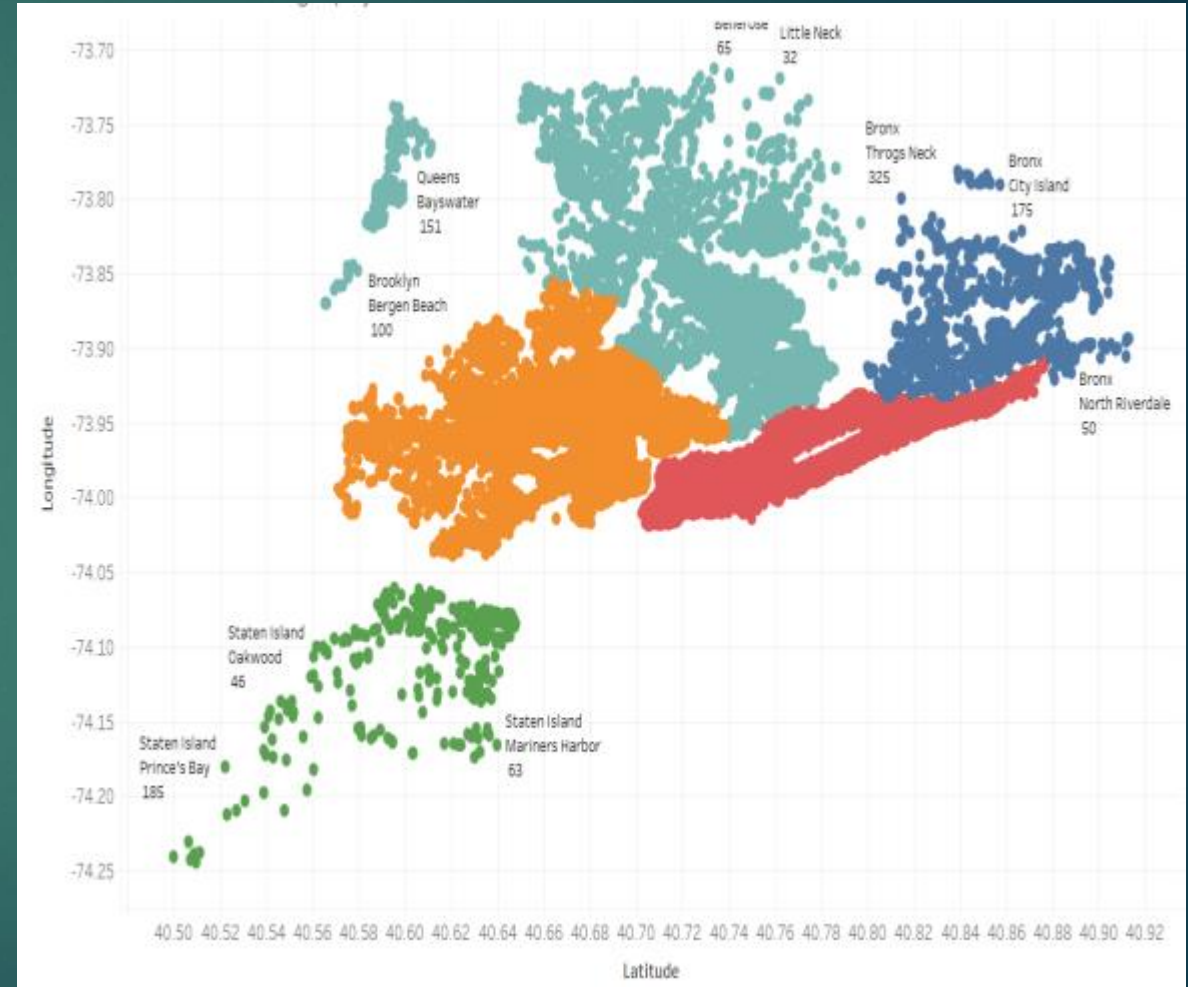 65
Little Neck
32
-73.70
-73.75
-73.80
-73.85
-73.90
-73.95
-74.00
-74.05
-74.10
-74.15
-74.20
-74.25
Longitude
Bronx
Throgs Neck
325
Bronx
City Island
175
Queens
Bayswater
151
Brooklyn
Bergen Beach
100
Bronx
North Riverdale
50
Staten Island
Oakwood
46
Staten Island
Mariners Harbor
63
Staten Island
Prince's Bay
185
40.50 40.52 40.54 40.56 40.58 40.60 40.62 40.64 40.66 40.68 40.70 40.72 40.74 40.76 40.78 40.80 40.82 40.84 40.86 40.88 40.90 40.92
Latitude